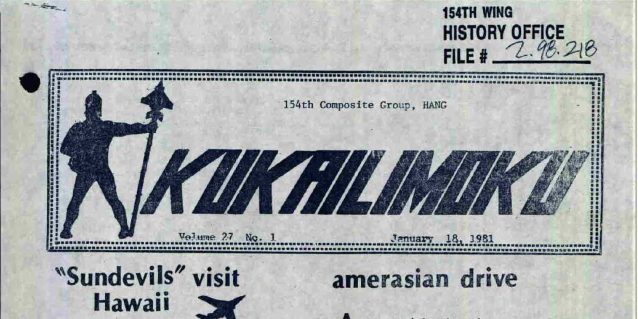 154TH WING
HISTORY OFFICE
FILE # 2.98.218
154th Composite Group, HANG
KUKAILIMOKU
Volume 27 No. 1 January 18, 1981
"Sundevils" visit
Hawaii
amerasian drive